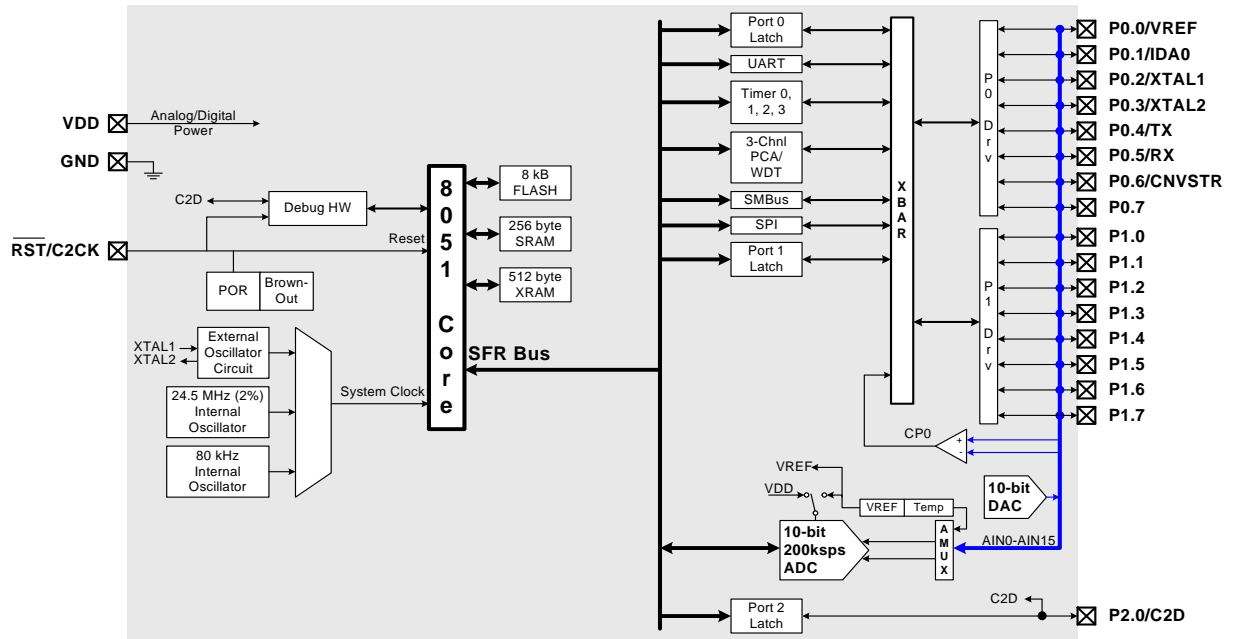 VDD
GND
RST/C2CK
Analog/Digital
Power
C2D
Debug HW
Reset
POR
Brown-
Out
XTAL1
XTAL2
External
Oscillator
Circuit
24.5 MHz (2%)
Internal
Oscillator
80 kHz
Internal
Oscillator
System Clock
8
0
5
1
C
o
r
e
8 kB
FLASH
256 byte
SRAM
512 byte
XRAM
SFR Bus
Port 0
Latch
UART
Timer 0,
1, 2, 3
3-Chnl
PCA/
WDT
SMBus
SPI
Port 1
Latch
X
B
A
R
P
0
D
r
v
P
1
D
r
v
CP0
+
-
VREF
VDD
VREF
Temp
10-bit
200ksps
ADC
A
M
U
X
10-bit
DAC
AIN0-AIN15
Port 2
Latch
C2D
P0.0/VREF
P0.1/IDA0
P0.2/XTAL1
P0.3/XTAL2
P0.4/TX
P0.5/RX
P0.6/CNVSTR
P0.7
P1.0
P1.1
P1.2
P1.3
P1.4
P1.5
P1.6
P1.7
P2.0/C2D